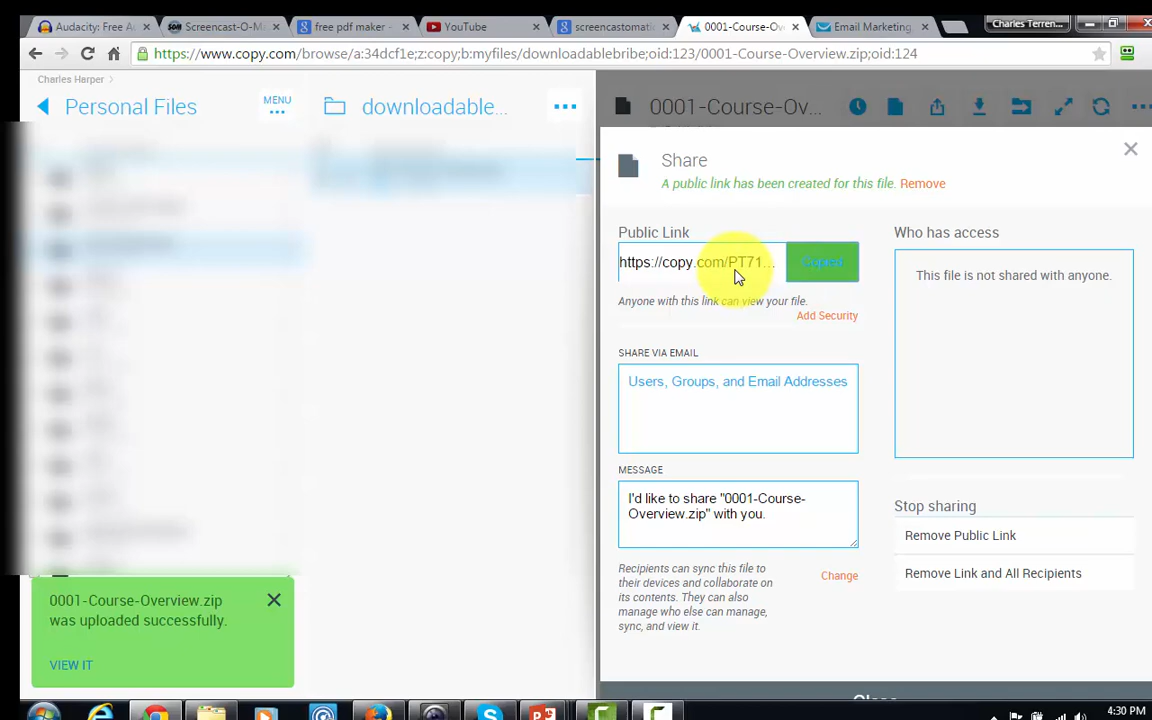 Audacity: Free Au
Screencast-O-Ma
free pdf maker -
YouTube
screencastomatic
0001-Course-Ov
Email Marketing
Charles Terren...
https://www.copy.com/browse/a:34dcf1e;z:copy;b:myfiles/downloadablebribe;oid:123/0001-Course-Overview.zip;oid:124
Charles Harper
Personal Files
MENU
downloadable...
0001-Course-Ov...
Share
A public link has been created for this file. Remove
Public Link
Who has access
https://copy.com/PT71...
Copied
This file is not shared with anyone.
Anyone with this link can view your file.
Add Security
SHARE VIA EMAIL
Users, Groups, and Email Addresses
MESSAGE
I'd like to share "0001-Course-
Overview.zip" with you.
Stop sharing
Remove Public Link
Recipients can sync this file to
their devices and collaborate on
its contents. They can also
manage who else can manage,
sync, and view it.
Change
Remove Link and All Recipients
0001-Course-Overview.zip
was uploaded successfully.
VIEW IT
Close
4:30 PM